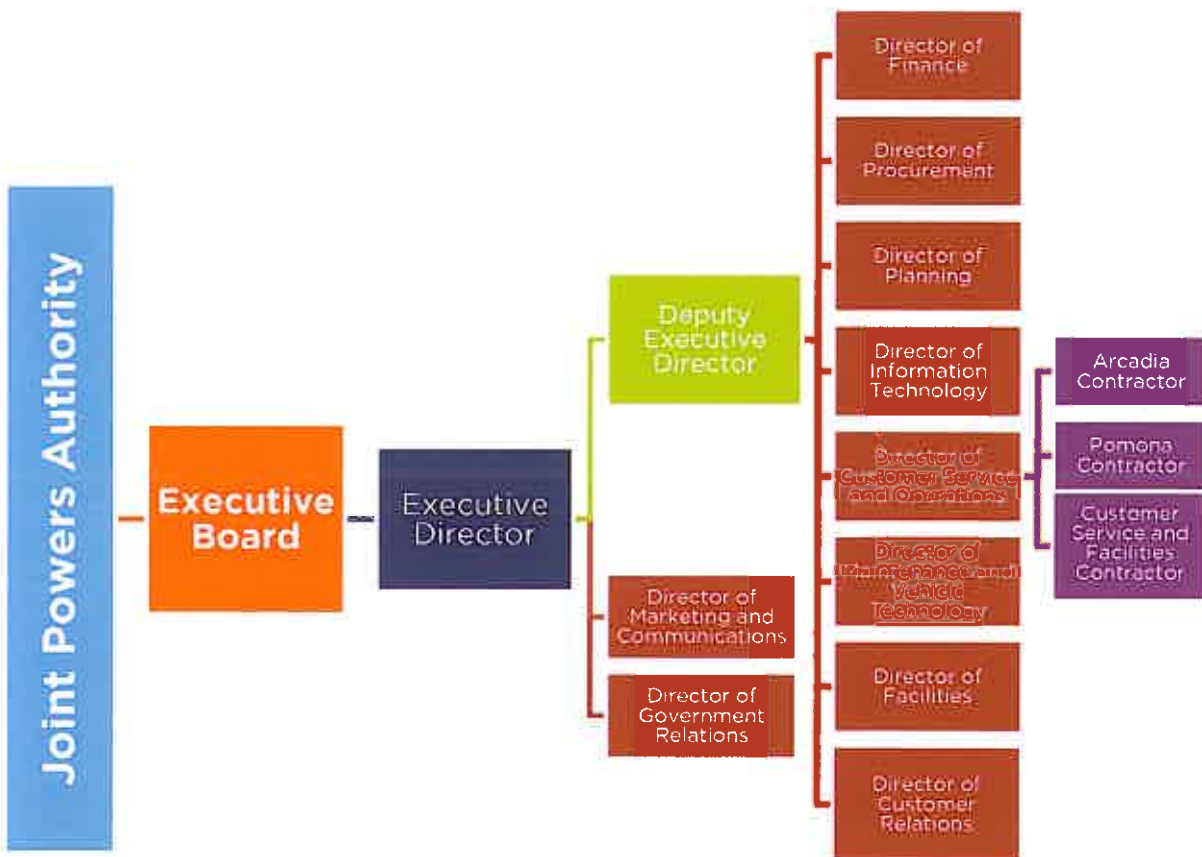 Joint Powers Authority
Executive
Board
Executive
Director
Deputy
Executive
Director
Director of
Marketing and
Communications
Director of
Government
Relations
Director of
Finance
Director of
Procurement
Director of
Planning
Director of
Information
Technology
Director of
Customer Service
and Operations
Director of
Maintenance and
Vehicle
Technology
Director of
Facilities
Director of
Customer
Relations
Arcadia
Contractor
Pomona
Contractor
Customer
Service and
Facilities
Contractor